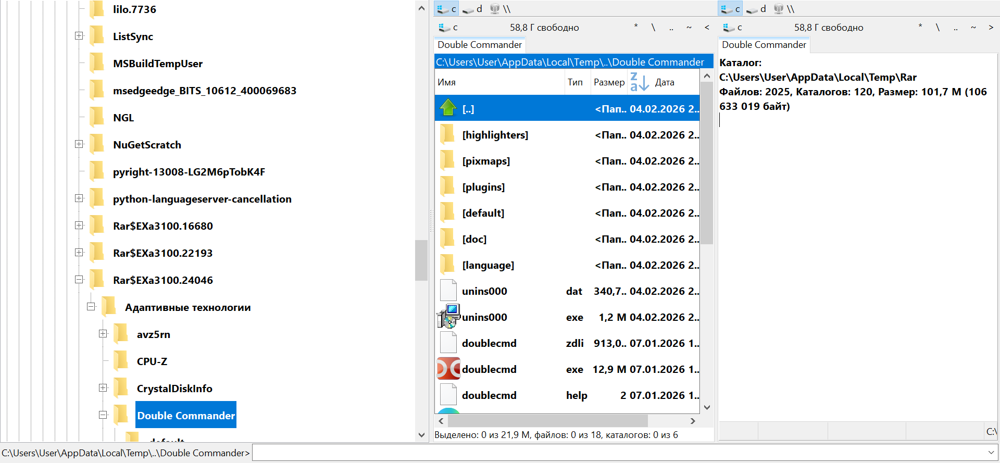 lilo.7736
ListSync
MSBuildTempUser
msedgeedge_BITS_10612_400069683
NGL
NuGetScratch
pyright-13008-LG2M6pTobK4F
python-languageserver-cancellation
Rar$EXa3100.16680
Rar$EXa3100.22193
Rar$EXa3100.24046
Адаптивные технологии
avz5rn
CPU-Z
CrystalDiskInfo
Double Commander
default
c d \\
c 58,8 Г свободно * \ .. ~ <
Double Commander
C:\Users\User\AppData\Local\Temp\..\Double Commander
Имя Тип Размер Дата
[..] <Пап.. 04.02.2026 2..
[highlighters] <Пап.. 04.02.2026 2..
[pixmaps] <Пап.. 04.02.2026 2..
[plugins] <Пап.. 04.02.2026 2..
[default] <Пап.. 04.02.2026 2..
[doc] <Пап.. 04.02.2026 2..
[language] <Пап.. 04.02.2026 2..
unins000 dat 340,7.. 04.02.2026 2..
unins000 exe 1,2 M 04.02.2026 2..
doublecmd zdli 913,0.. 07.01.2026 1..
doublecmd exe 12,9 M 07.01.2026 1..
doublecmd help 2 07.01.2026 1..
Выделено: 0 из 21,9 M, файлов: 0 из 18, каталогов: 0 из 6
c d \\
c 58,8 Г свободно * \ .. ~ >
Double Commander
Каталог:
C:\Users\User\AppData\Local\Temp\Rar
Файлов: 2025, Каталогов: 120, Размер: 101,7 M (106
633 019 байт)
C:\
C:\Users\User\AppData\Local\Temp\..\Double Commander>